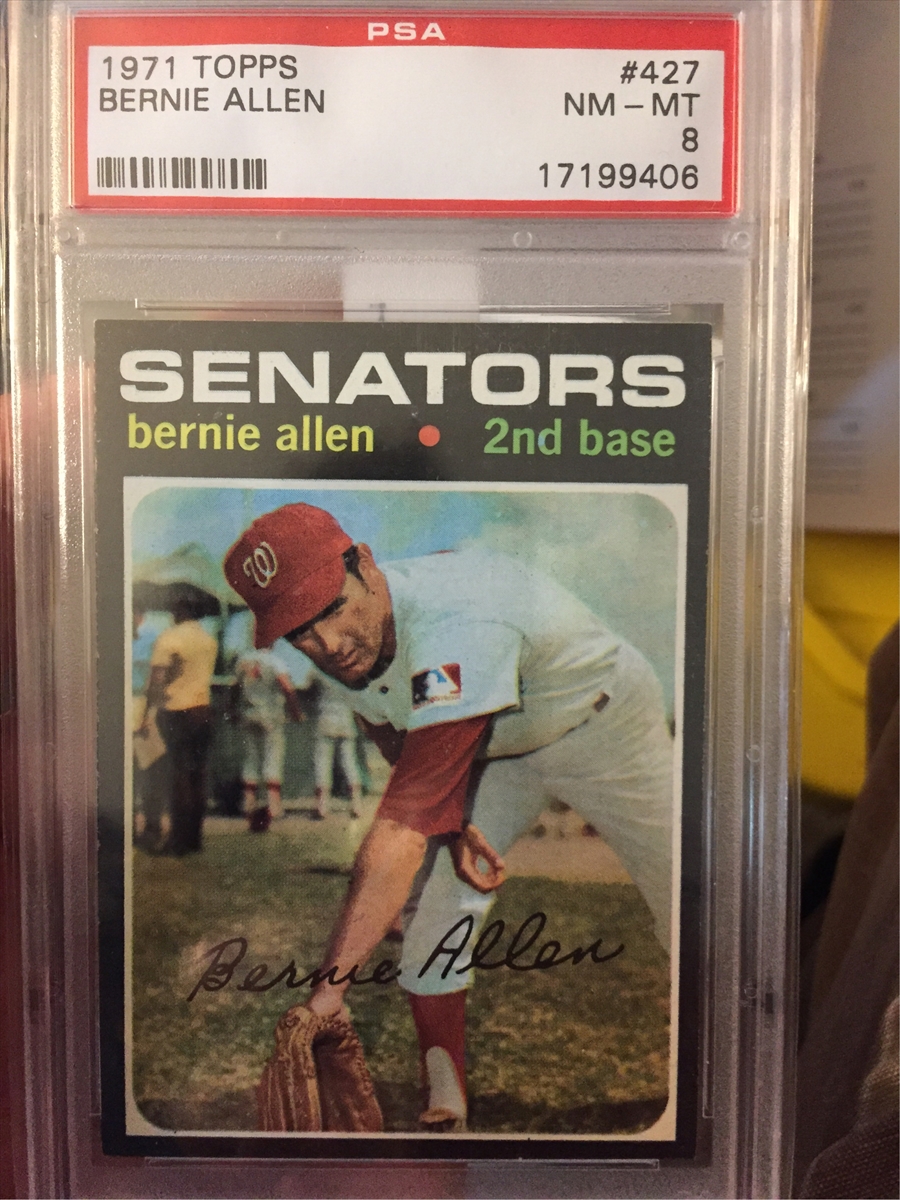 PSA
1971 TOPPS #427
BERNIE ALLEN NM - MT
8
17199406
SENATORS
bernie allen • 2nd base
W
Bernie Allen